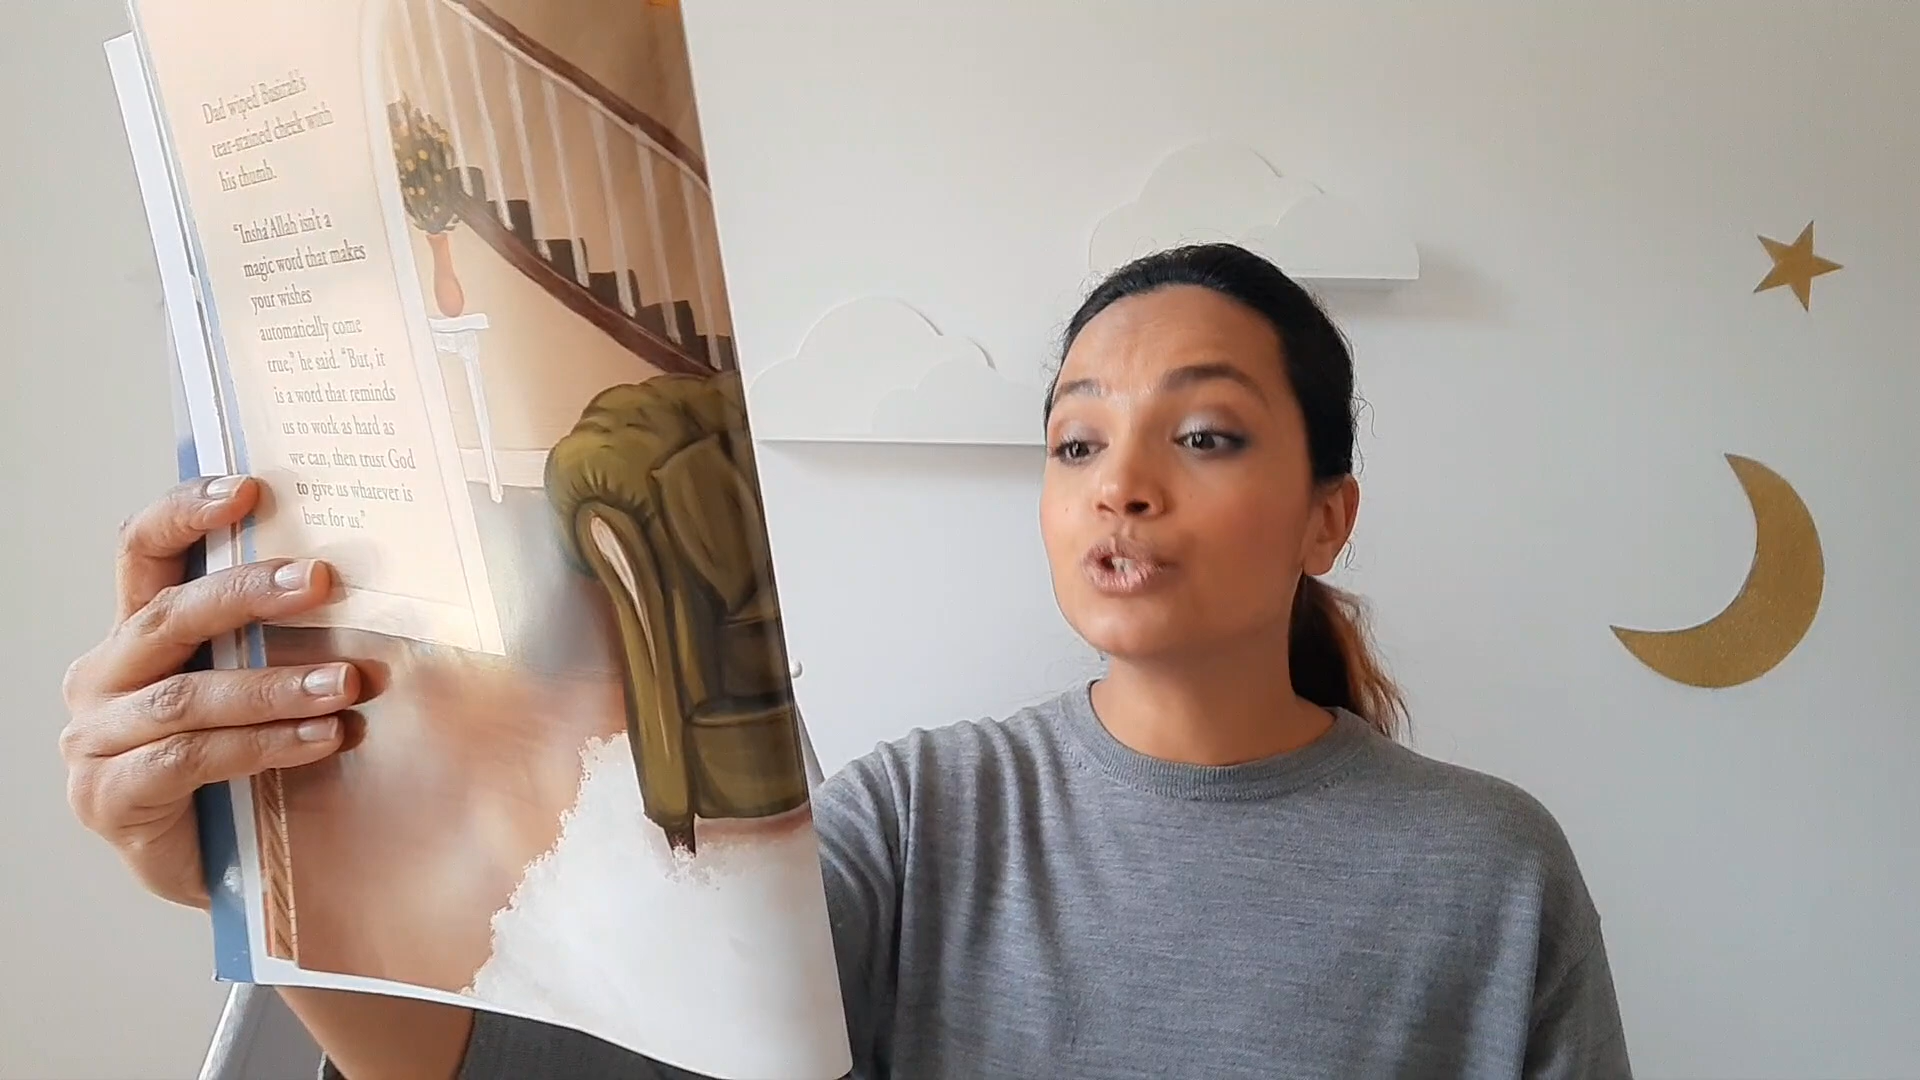 Dad wiped Basirah's
tear-stained cheek with
his thumb.
"Insha'Allah isn't a
magic word that makes
your wishes
automatically come
true," he said. "But, it
is a word that reminds
us to work as hard as
we can, then trust God
to give us whatever is
best for us."